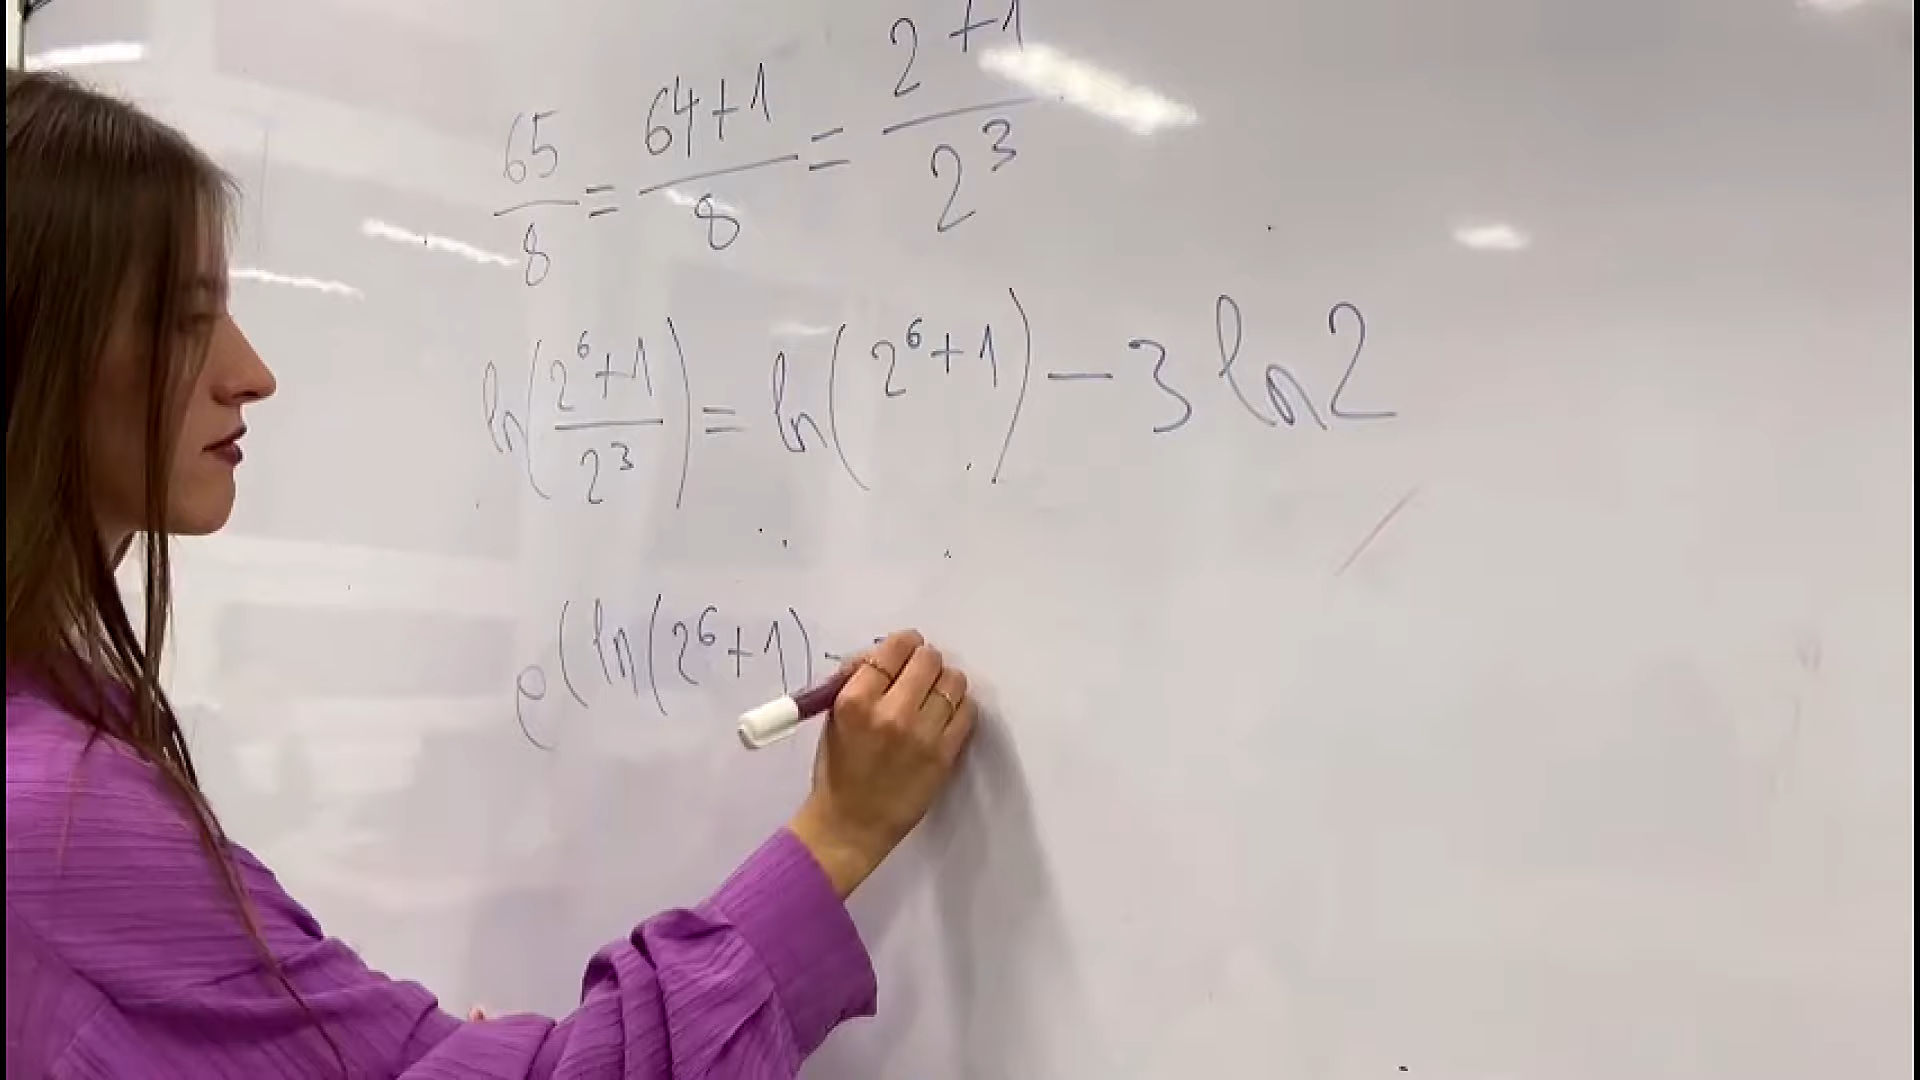 65/8 = 64+1/8 = 2 +1/2³
ln(2⁶+1/2³) = ln(2⁶+1) - 3 ln2
e(ln(2⁶+1) -